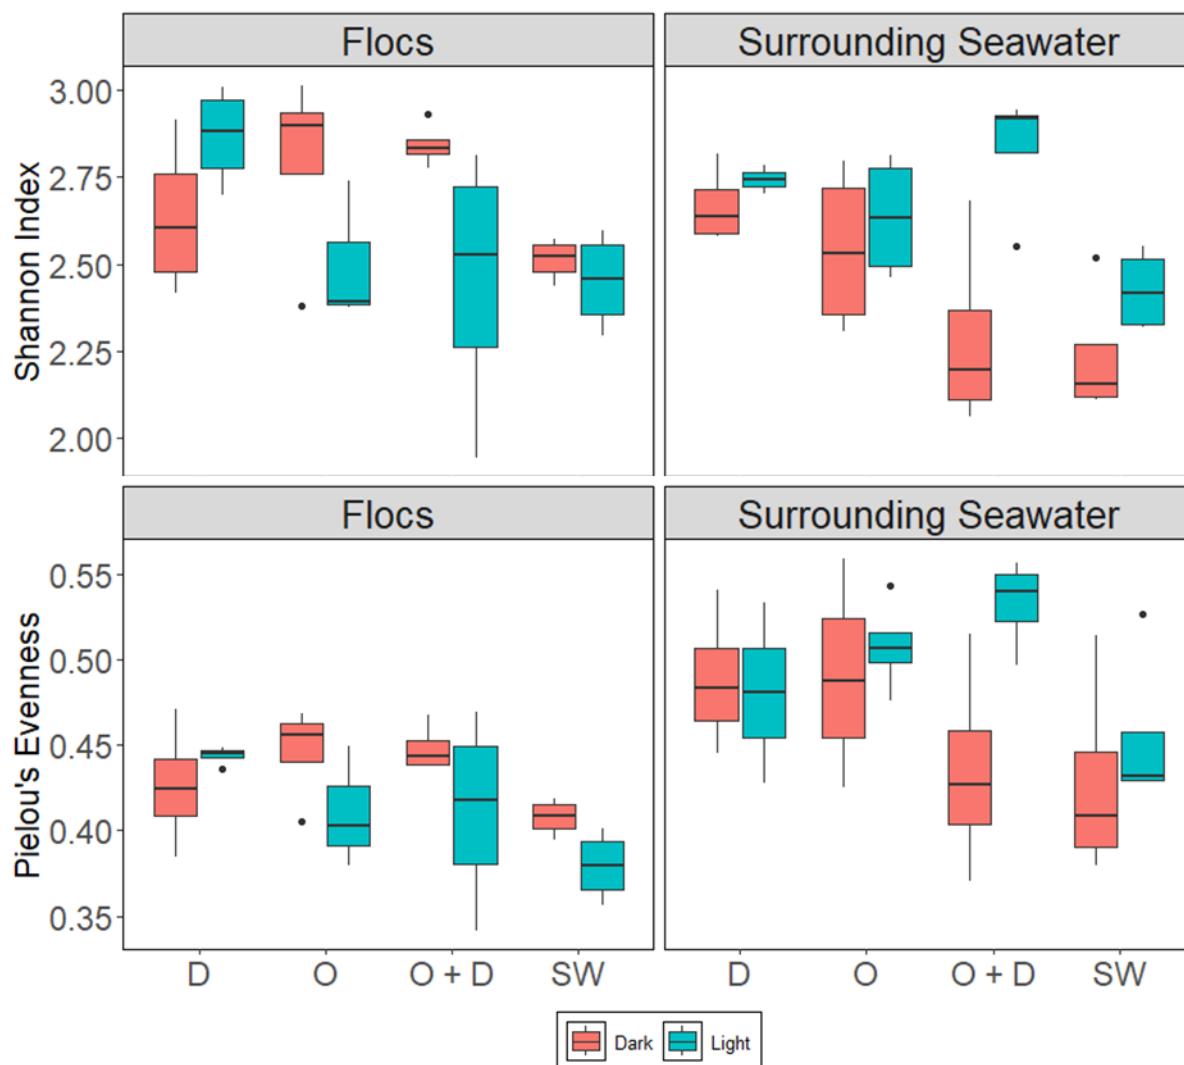 Flocs Surrounding Seawater
Shannon Index
3.00
2.75
2.50
2.25
2.00
Flocs Surrounding Seawater
Pielou's Evenness
0.55
0.50
0.45
0.40
0.35
D O O + D SW D O O + D SW
Dark Light